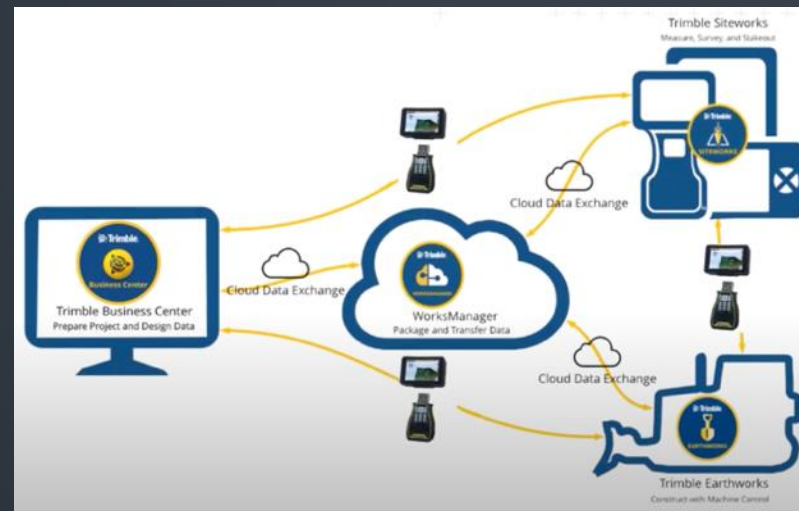 Trimble Siteworks
Measure, Survey, and Stakeout
Trimble
SITEWORKS
Cloud Data Exchange
Trimble
Business Center
Cloud Data Exchange
Trimble Business Center
Prepare Project and Design Data
Trimble
WORKSMANAGER
WorksManager
Package and Transfer Data
Cloud Data Exchange
Trimble
EARTHWORKS
Trimble Earthworks
Construct with Machine Control